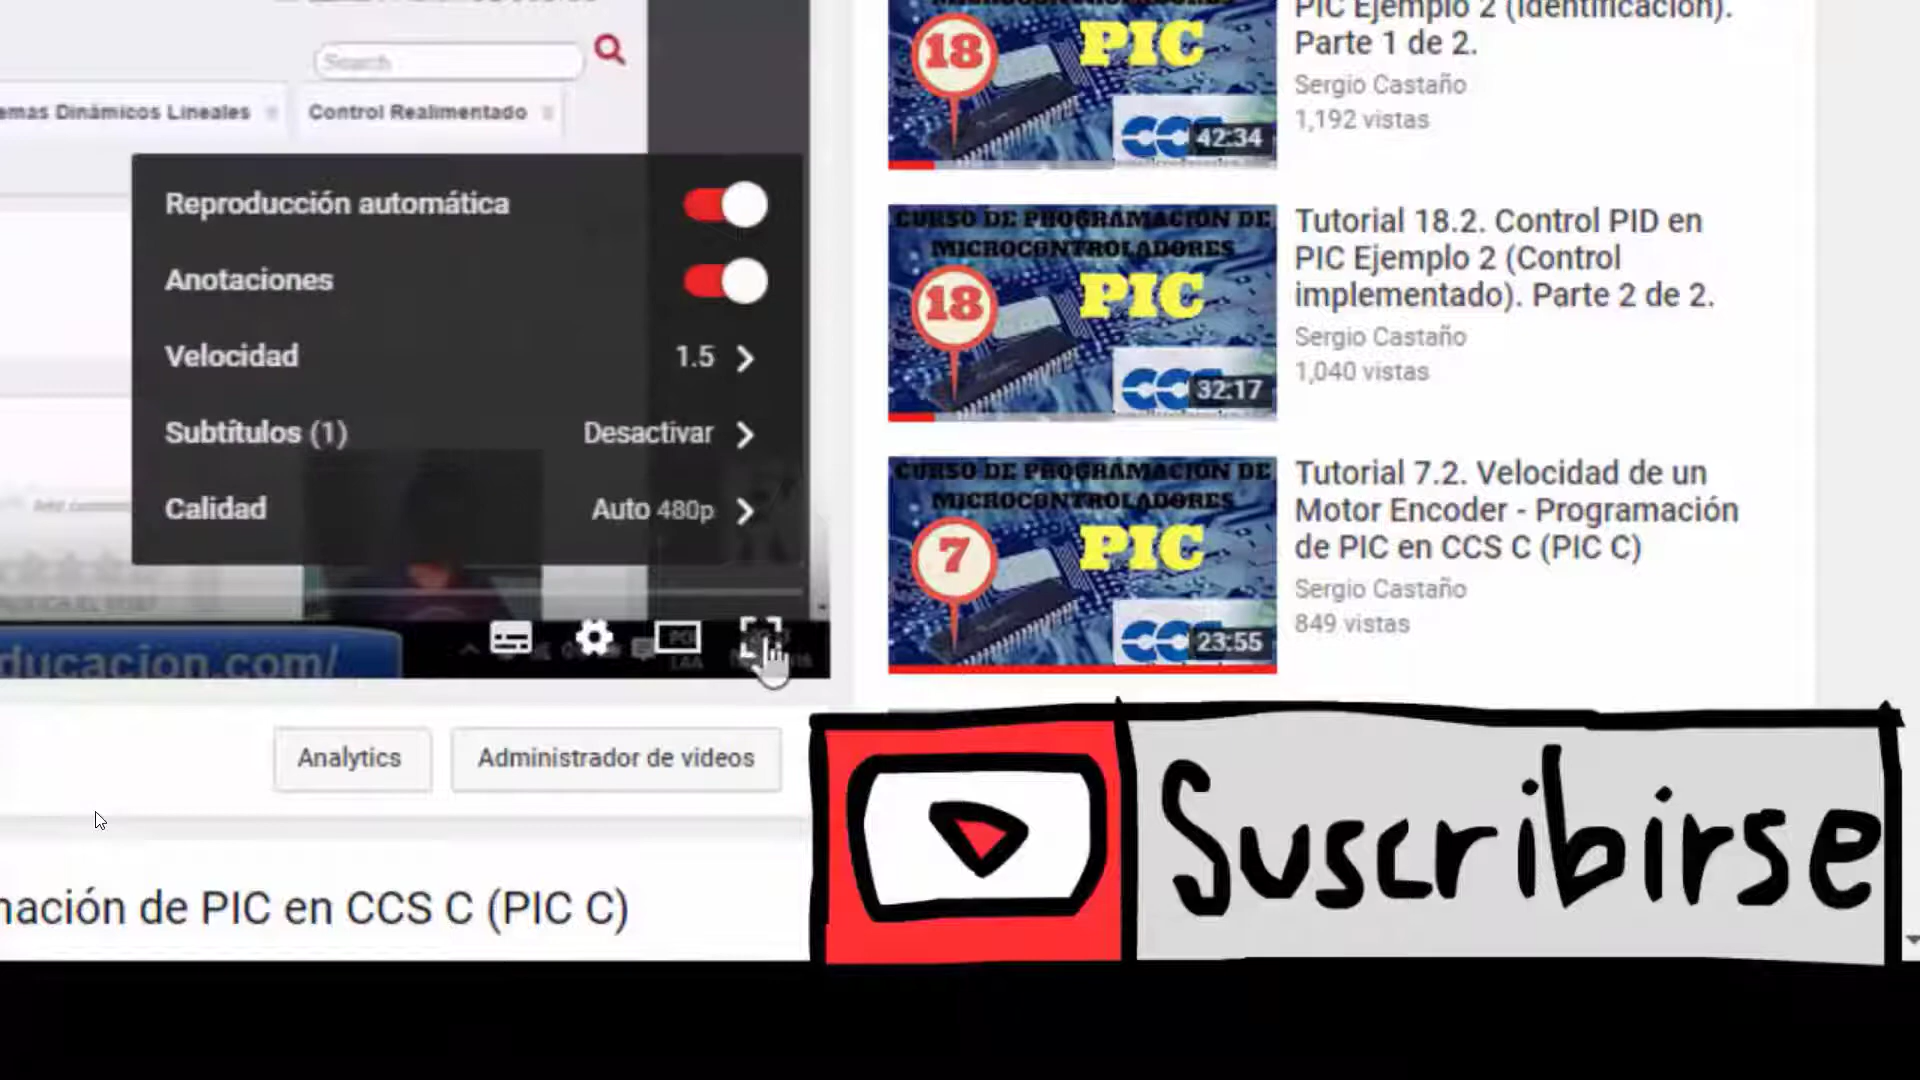 Search
emas Dinámicos Lineales
Control Realimentado
Reproducción automática
Anotaciones
Velocidad
1.5
Subtítulos (1)
Desactivar
Calidad
Auto 480p
ducacion.com/
Analytics
Administrador de videos
nación de PIC en CCS C (PIC C)
18
PIC
42:34
PIC Ejemplo 2 (Identificación).
Parte 1 de 2.
Sergio Castaño
1,192 vistas
CURSO DE PROGRAMACION DE
MICROCONTROLADORES
18
PIC
CCS
32:17
Tutorial 18.2. Control PID en
PIC Ejemplo 2 (Control
implementado). Parte 2 de 2.
Sergio Castaño
1,040 vistas
CURSO DE PROGRAMACION DE
MICROCONTROLADORES
7
PIC
CCS
23:55
Tutorial 7.2. Velocidad de un
Motor Encoder - Programación
de PIC en CCS C (PIC C)
Sergio Castaño
849 vistas
Suscribirse